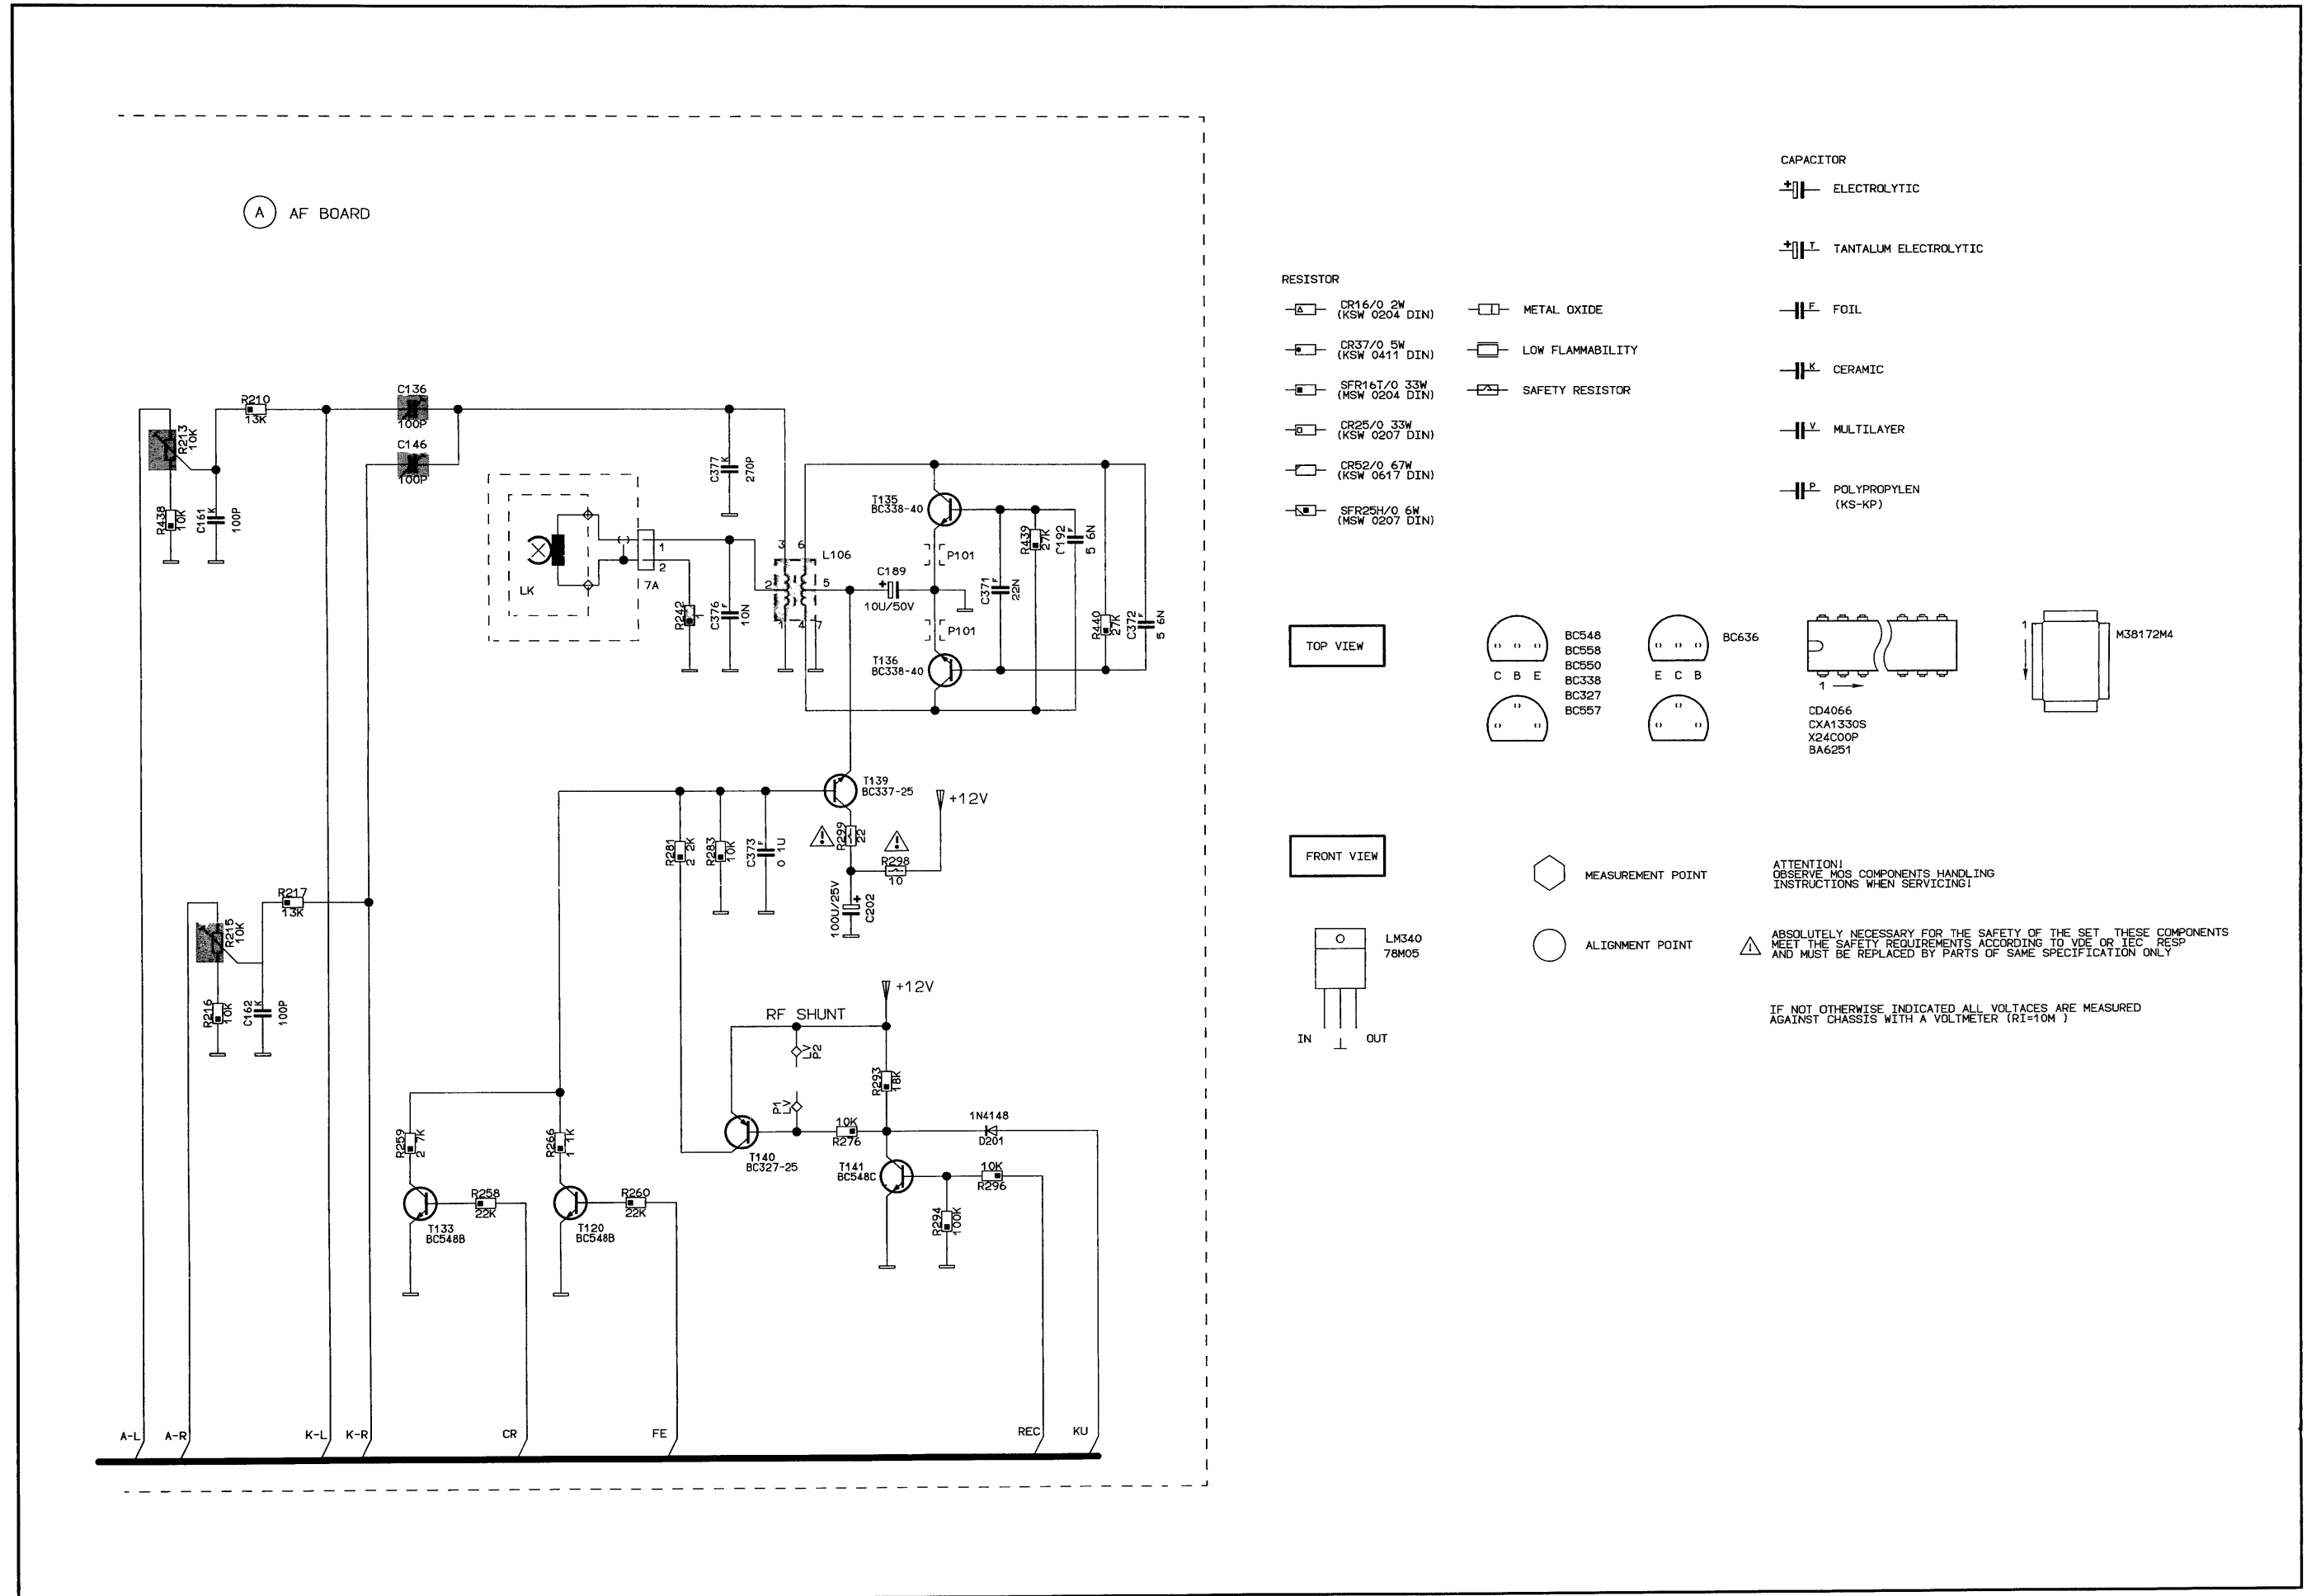 A AF BOARD
R210
13K
R213
10K
R438
10K
C161
K
100P
C136
100P
C146
100P
LK
1
2
7A
R242
1
C377
K
270P
C376
F
10N
3 6
L106
2 5
1 4 7
C189
+
10U/50V
T135
BC338-40
P101
P101
T136
BC338-40
C371
F
22N
R439
27K
C192
F
5 6N
R440
27K
C372
F
5 6N
T139
BC337-25
+12V
R299
22
R298
10
R281
2 2K
R283
10K
C373
F
0 1U
100U/25V
+
C202
R217
13K
R215
10K
R216
10K
C162
K
100P
+12V
RF SHUNT
LV
P2
P1
LV
R293
18K
10K
R276
1N4148
D201
T140
BC327-25
T141
BC548C
10K
R296
R294
100K
R259
2 7K
R266
1 1K
R258
22K
R260
22K
T133
BC548B
T120
BC548B
A-L A-R K-L K-R CR FE REC KU
RESISTOR
CR16/0 2W
(KSW 0204 DIN)
CR37/0 5W
(KSW 0411 DIN)
SFR16T/0 33W
(MSW 0204 DIN)
CR25/0 33W
(KSW 0207 DIN)
CR52/0 67W
(KSW 0617 DIN)
SFR25H/0 6W
(MSW 0207 DIN)
METAL OXIDE
LOW FLAMMABILITY
SAFETY RESISTOR
CAPACITOR
+ ELECTROLYTIC
+ T TANTALUM ELECTROLYTIC
F FOIL
K CERAMIC
V MULTILAYER
P POLYPROPYLEN
(KS-KP)
TOP VIEW
C B E
BC548
BC558
BC550
BC338
BC327
BC557
E C B
BC636
1
CD4066
CXA1330S
X24C00P
BA6251
1
M38172M4
FRONT VIEW
LM340
78M05
IN ⊥ OUT
MEASUREMENT POINT
ALIGNMENT POINT
ATTENTION!
OBSERVE MOS COMPONENTS HANDLING
INSTRUCTIONS WHEN SERVICING!
ABSOLUTELY NECESSARY FOR THE SAFETY OF THE SET THESE COMPONENTS
MEET THE SAFETY REQUIREMENTS ACCORDING TO VDE OR IEC RESP
AND MUST BE REPLACED BY PARTS OF SAME SPECIFICATION ONLY
IF NOT OTHERWISE INDICATED ALL VOLTACES ARE MEASURED
AGAINST CHASSIS WITH A VOLTMETER (RI=10M )